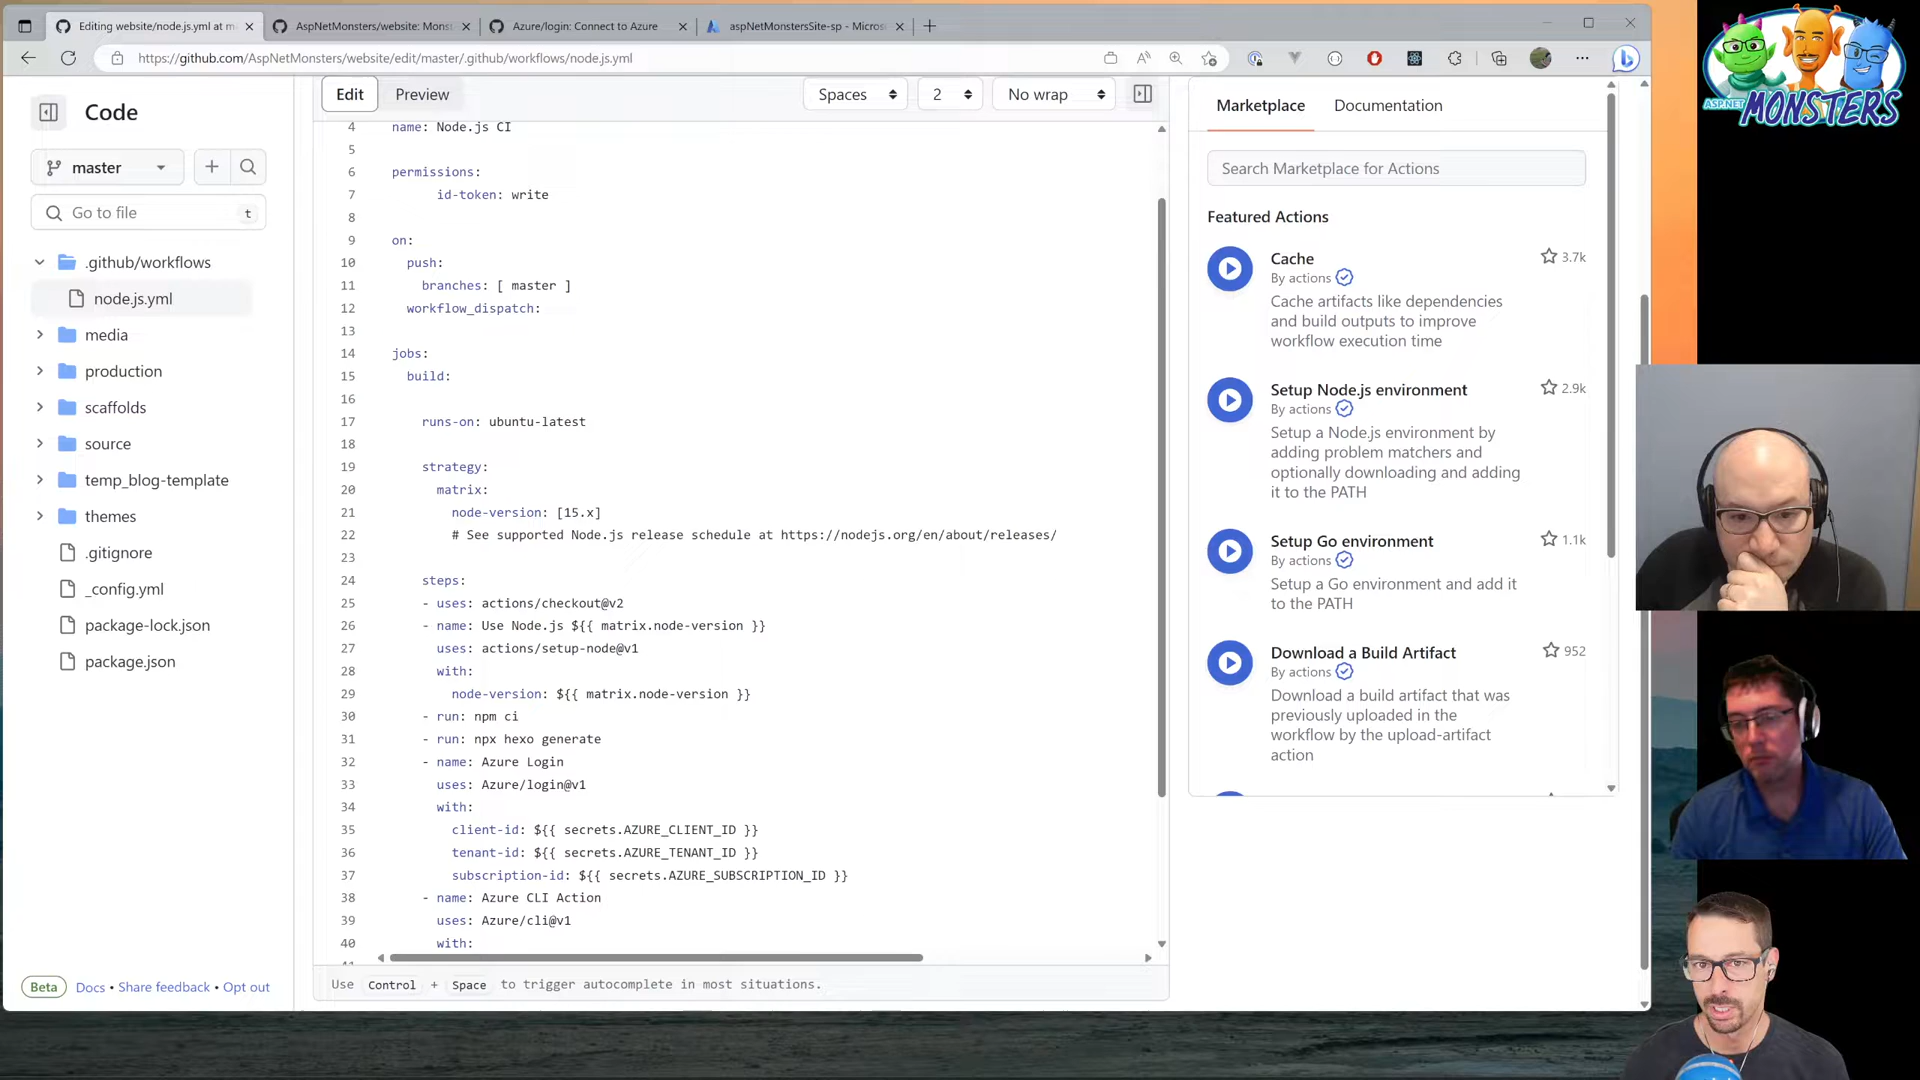 Editing website/node.js.yml at m
AspNetMonsters/website: Monst
Azure/login: Connect to Azure
aspNetMonstersSite-sp - Micros
https://github.com/AspNetMonsters/website/edit/master/.github/workflows/node.js.yml
ASP.NET
MONSTERS
Code
master
Go to file
t
.github/workflows
node.js.yml
media
production
scaffolds
source
temp_blog-template
themes
.gitignore
_config.yml
package-lock.json
package.json
Beta Docs • Share feedback • Opt out
Edit
Preview
Spaces
2
No wrap
4 name: Node.js CI
5
6 permissions:
7 id-token: write
8
9 on:
10 push:
11 branches: [ master ]
12 workflow_dispatch:
13
14 jobs:
15 build:
16
17 runs-on: ubuntu-latest
18
19 strategy:
20 matrix:
21 node-version: [15.x]
22 # See supported Node.js release schedule at https://nodejs.org/en/about/releases/
23
24 steps:
25 - uses: actions/checkout@v2
26 - name: Use Node.js ${{ matrix.node-version }}
27 uses: actions/setup-node@v1
28 with:
29 node-version: ${{ matrix.node-version }}
30 - run: npm ci
31 - run: npx hexo generate
32 - name: Azure Login
33 uses: Azure/login@v1
34 with:
35 client-id: ${{ secrets.AZURE_CLIENT_ID }}
36 tenant-id: ${{ secrets.AZURE_TENANT_ID }}
37 subscription-id: ${{ secrets.AZURE_SUBSCRIPTION_ID }}
38 - name: Azure CLI Action
39 uses: Azure/cli@v1
40 with:
Use Control + Space to trigger autocomplete in most situations.
Marketplace
Documentation
Search Marketplace for Actions
Featured Actions
Cache
3.7k
By actions
Cache artifacts like dependencies
and build outputs to improve
workflow execution time
Setup Node.js environment
2.9k
By actions
Setup a Node.js environment by
adding problem matchers and
optionally downloading and adding
it to the PATH
Setup Go environment
1.1k
By actions
Setup a Go environment and add it
to the PATH
Download a Build Artifact
952
By actions
Download a build artifact that was
previously uploaded in the
workflow by the upload-artifact
action